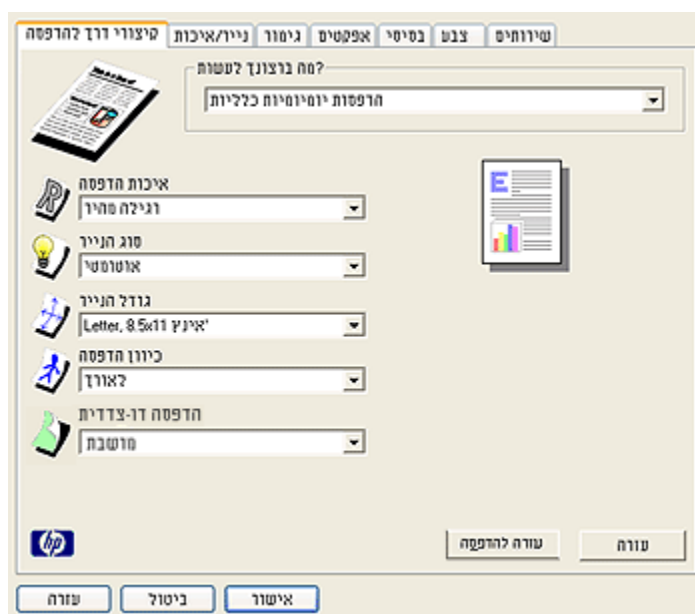 קיצורי דרך להדפסה נייר/איכות גימור אפקטים בסיסי צבע שירותים
?מה ברצונך לעשות
הדפסות יומיומיות כלליות
איכות הדפסה
רגילה מהיר
סוג הנייר
אוטומטי
גודל הנייר
Letter, 8.5x11 אינץ'
כיוון הדפסה
לאורך
הדפסה דו-צדדית
מושבת
E
hp
עזרה להדפסה עזרה
עזרה ביטול אישור